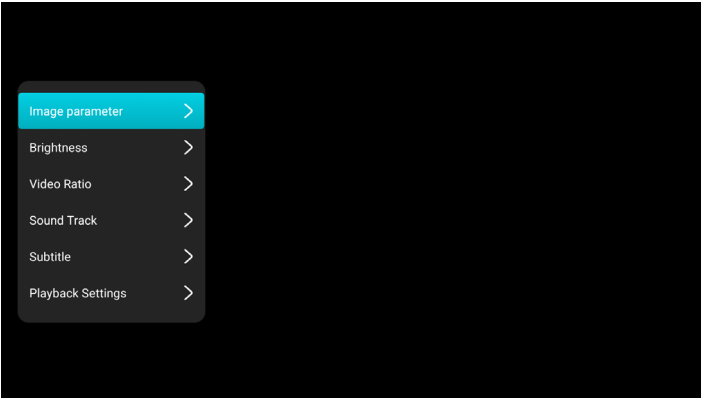 Image parameter
Brightness
Video Ratio
Sound Track
Subtitle
Playback Settings